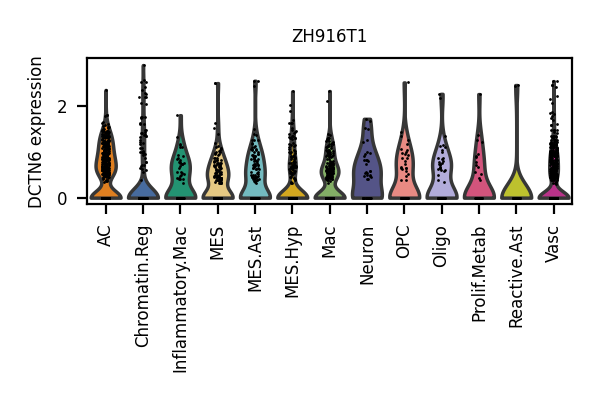 ZH916T1
DCTN6 expression
2
0
AC
Chromatin.Reg
Inflammatory.Mac
MES
MES.Ast
MES.Hyp
Mac
Neuron
OPC
Oligo
Prolif.Metab
Reactive.Ast
Vasc